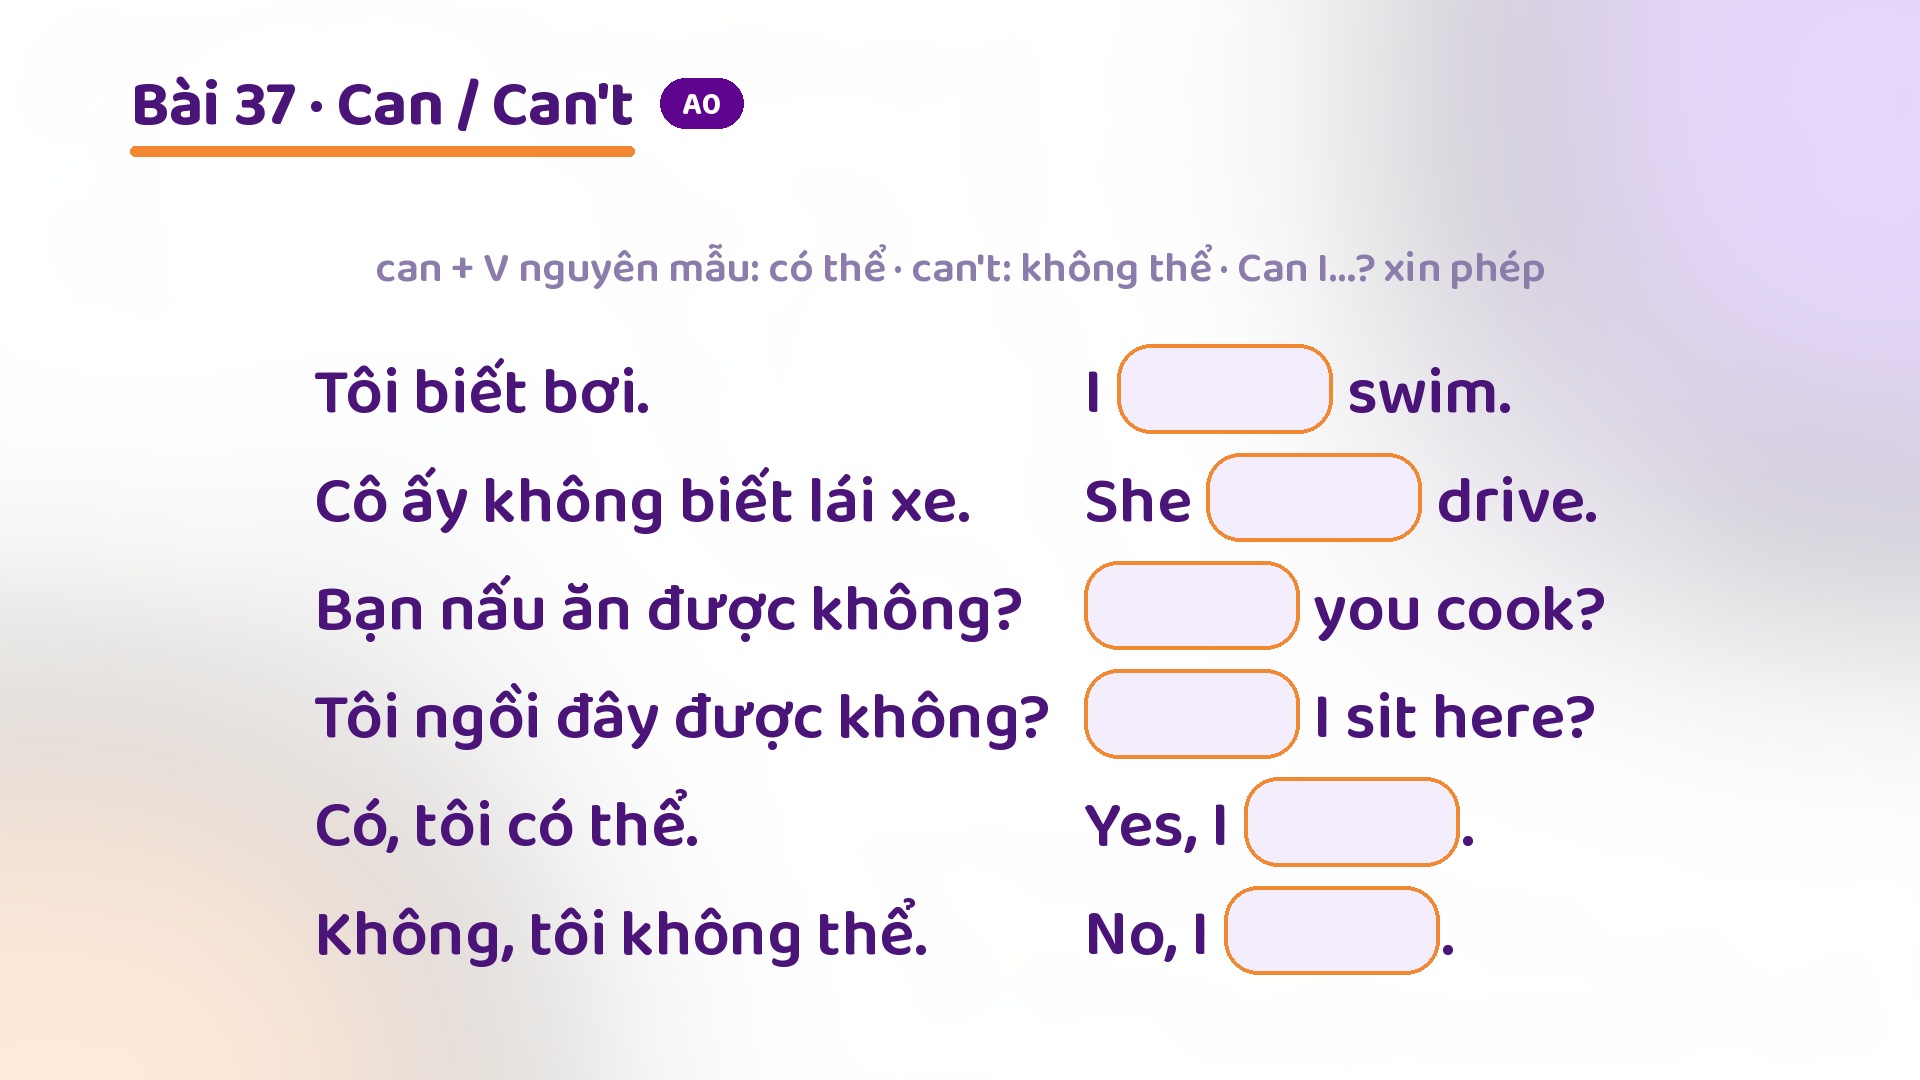 Bài 37 · Can / Can't A0
can + V nguyên mẫu: có thể · can't: không thể · Can I...? xin phép
Tôi biết bơi. I swim.
Cô ấy không biết lái xe. She drive.
Bạn nấu ăn được không? you cook?
Tôi ngồi đây được không? I sit here?
Có, tôi có thể. Yes, I .
Không, tôi không thể. No, I .